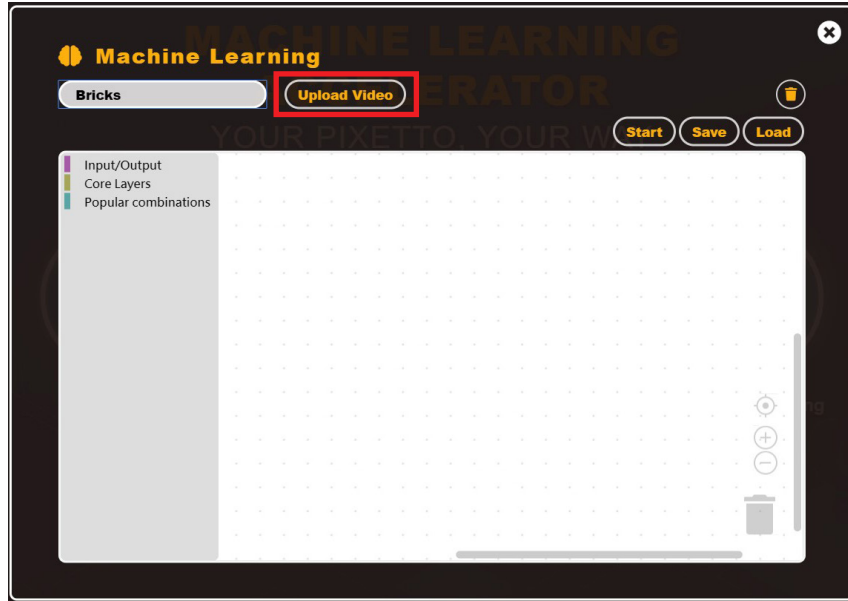 MACHINE LEARNING
Machine Learning
Bricks
Upload Video
ERATOR
YOUR PIXETTO, YOUR W
Start
Save
Load
Input/Output
Core Layers
Popular combinations
ng